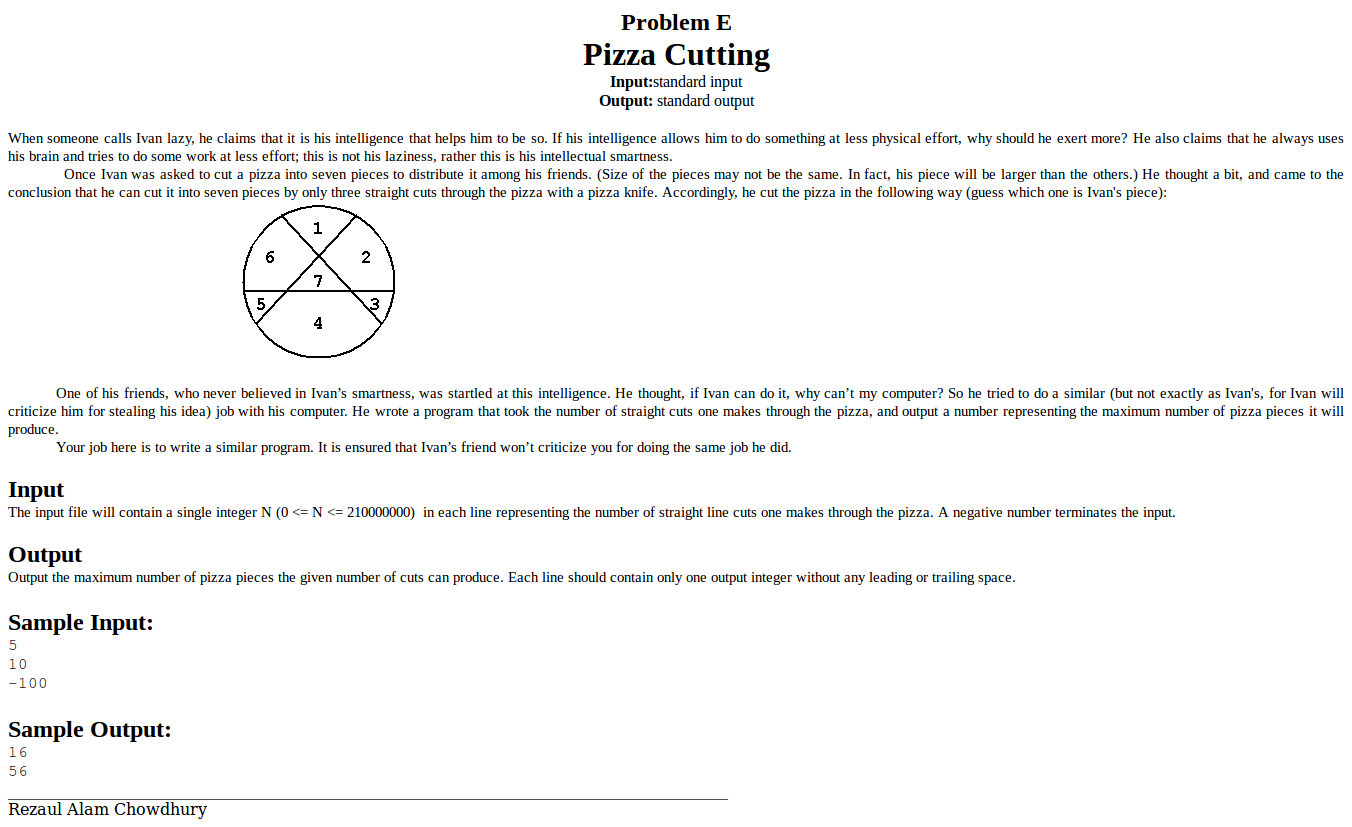 Problem E
Pizza Cutting
Input:standard input
Output: standard output
When someone calls Ivan lazy, he claims that it is his intelligence that helps him to be so. If his intelligence allows him to do something at less physical effort, why should he exert more? He also claims that he always uses
his brain and tries to do some work at less effort; this is not his laziness, rather this is his intellectual smartness.
Once Ivan was asked to cut a pizza into seven pieces to distribute it among his friends. (Size of the pieces may not be the same. In fact, his piece will be larger than the others.) He thought a bit, and came to the
conclusion that he can cut it into seven pieces by only three straight cuts through the pizza with a pizza knife. Accordingly, he cut the pizza in the following way (guess which one is Ivan's piece):
1
6 2
7
5 3
4
One of his friends, who never believed in Ivan’s smartness, was startled at this intelligence. He thought, if Ivan can do it, why can’t my computer? So he tried to do a similar (but not exactly as Ivan's, for Ivan will
criticize him for stealing his idea) job with his computer. He wrote a program that took the number of straight cuts one makes through the pizza, and output a number representing the maximum number of pizza pieces it will
produce.
Your job here is to write a similar program. It is ensured that Ivan’s friend won’t criticize you for doing the same job he did.
Input
The input file will contain a single integer N (0 <= N <= 210000000) in each line representing the number of straight line cuts one makes through the pizza. A negative number terminates the input.
Output
Output the maximum number of pizza pieces the given number of cuts can produce. Each line should contain only one output integer without any leading or trailing space.
Sample Input:
5
10
-100
Sample Output:
16
56
Rezaul Alam Chowdhury